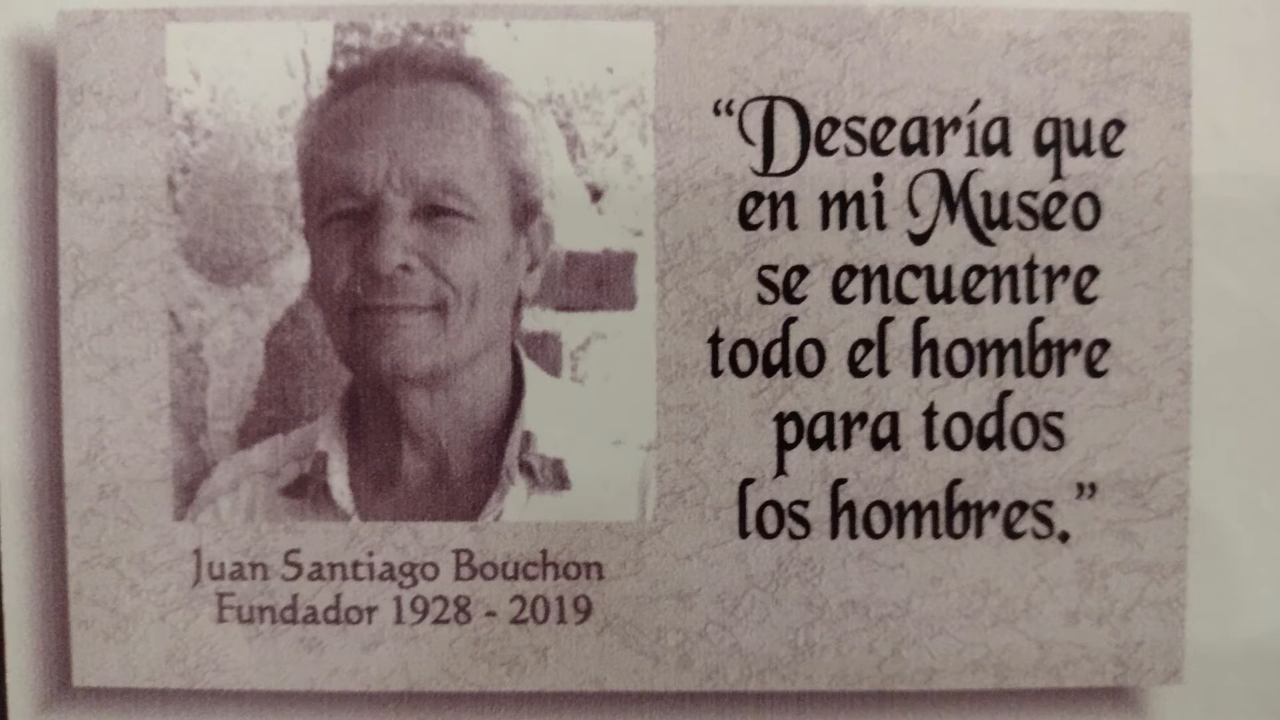 "Desearía que
en mi Museo
se encuentre
todo el hombre
para todos
los hombres."
Juan Santiago Bouchon
Fundador 1928 - 2019